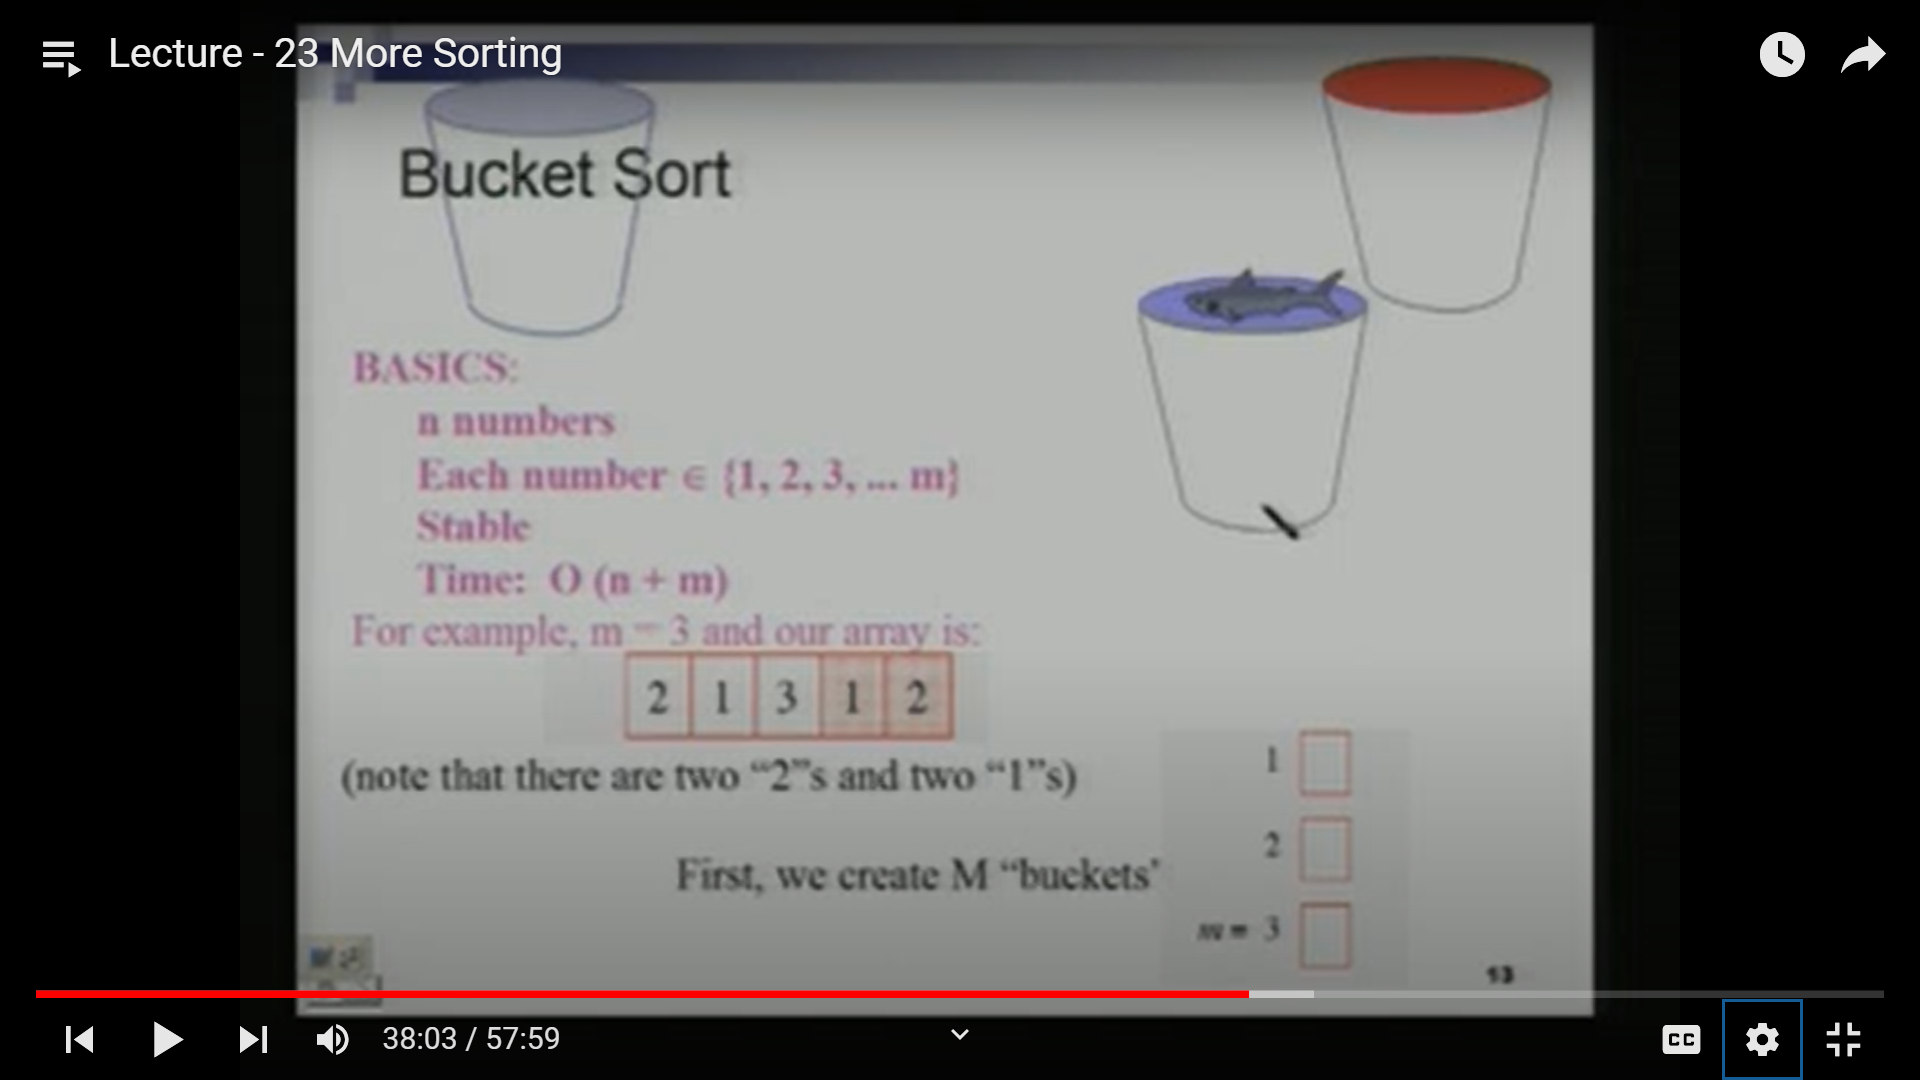 Lecture - 23 More Sorting
Bucket Sort
BASICS:
n numbers
Each number ∈ {1, 2, 3, ... m}
Stable
Time: O (n + m)
For example, m = 3 and our array is:
2 1 3 1 2
(note that there are two “2”s and two “1”s)
1
2
First, we create M “buckets”
m = 3
13
38:03 / 57:59
CC